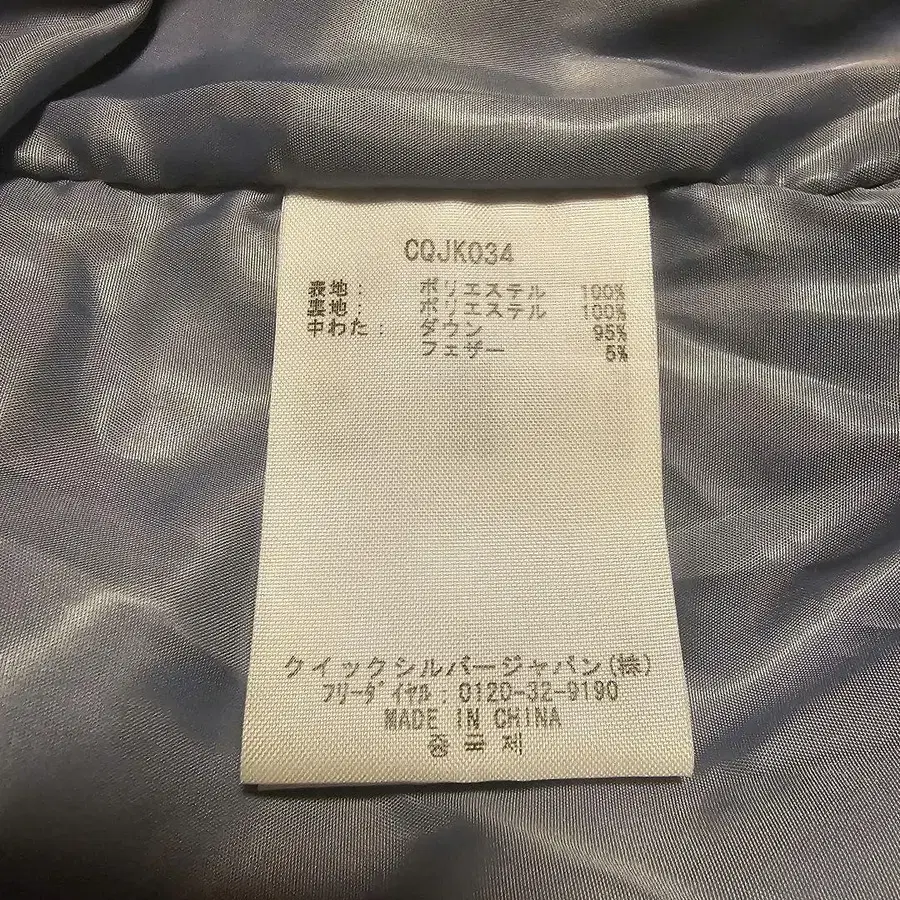 CQJK034
表地： ポリエステル 100%
裏地： ポリエステル 100%
中わた： ダウン 95%
フェザー 5%
クイックシルバージャパン(株)
フリーダイヤル：0120-32-9190
MADE IN CHINA
중국제